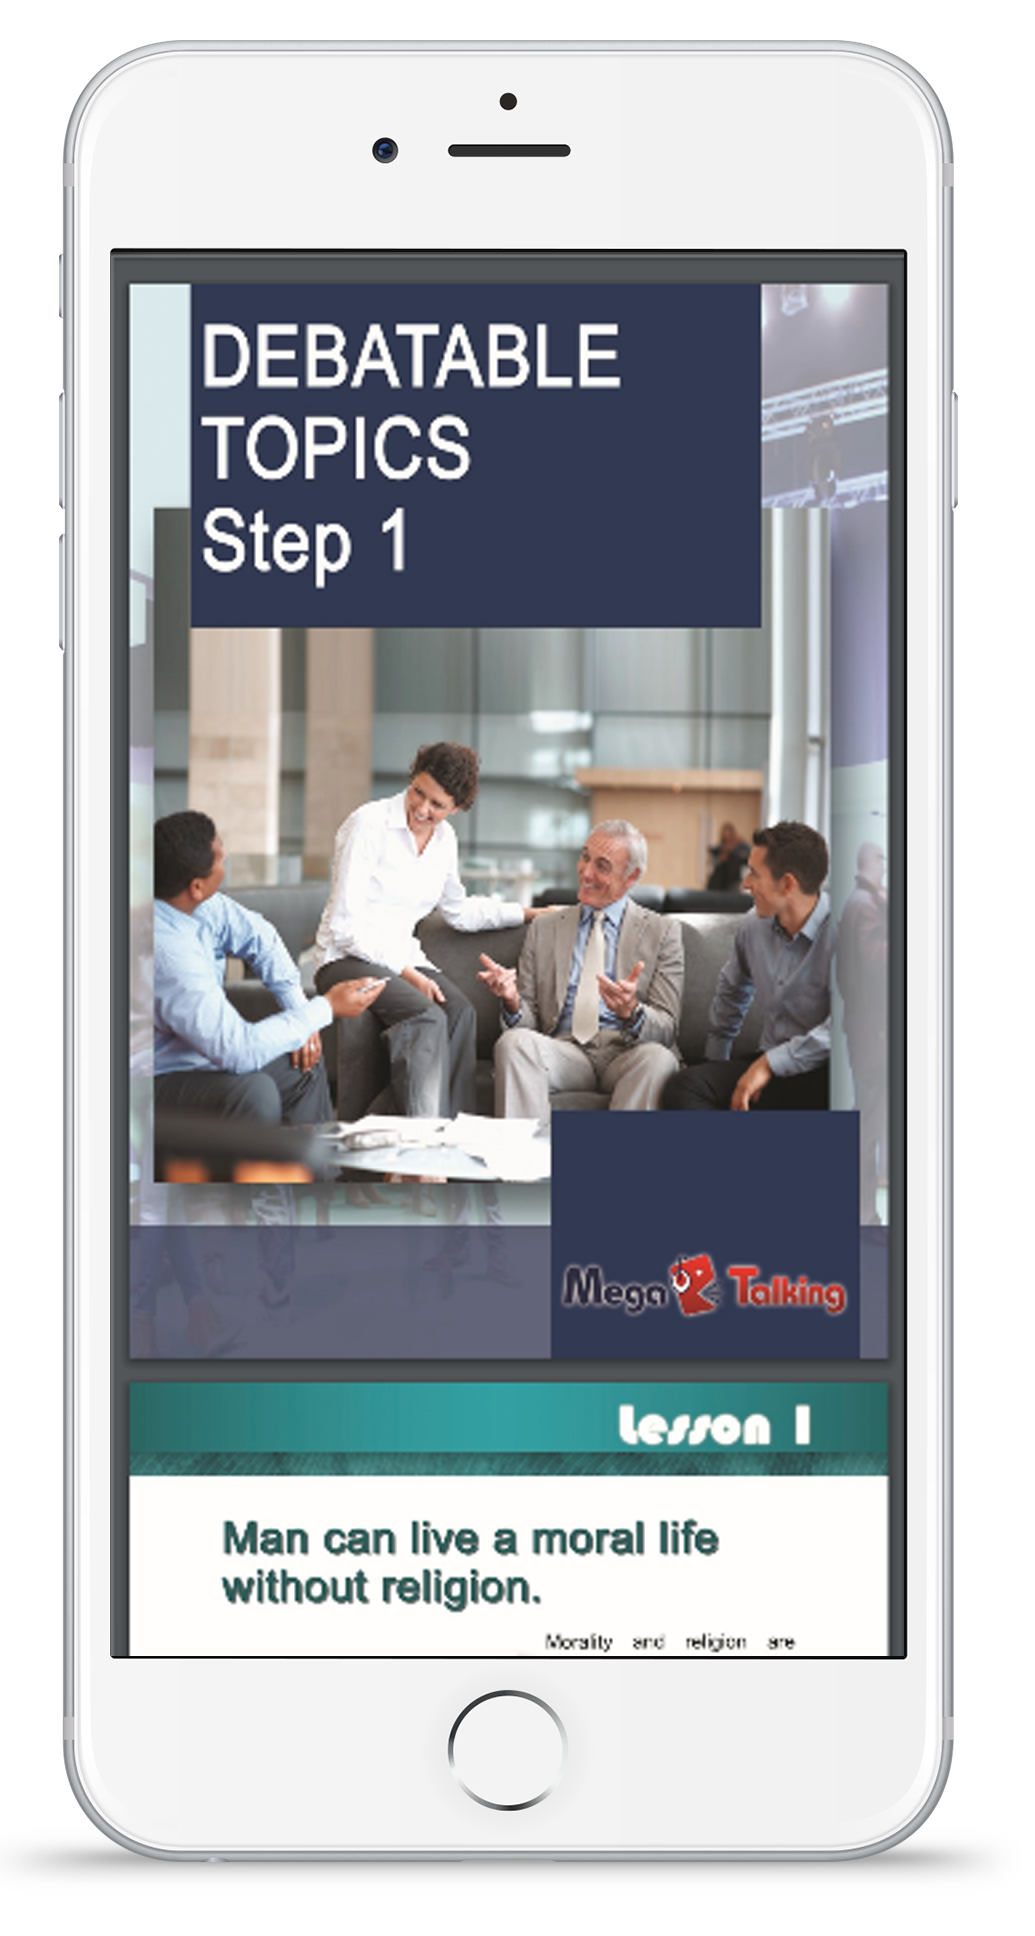 DEBATABLE
TOPICS
Step 1
Mega Talking
Lesson 1
Man can live a moral life
without religion.
Morality and religion are